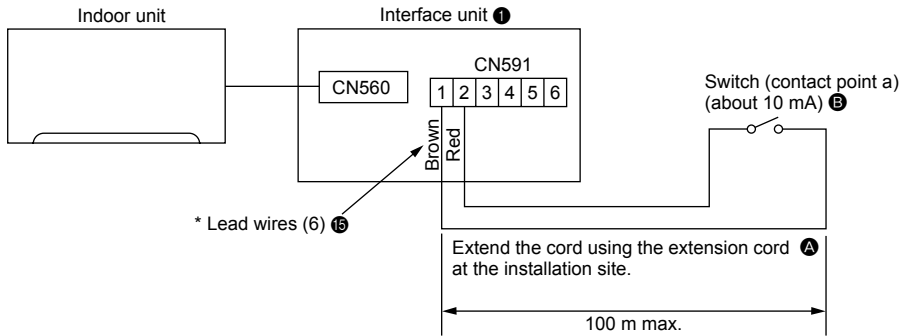 Indoor unit
Interface unit ❶
CN560
CN591
1 2 3 4 5 6
Brown
Red
Switch (contact point a)
(about 10 mA) 🅑
* Lead wires (6) ⓯
Extend the cord using the extension cord 🅐
at the installation site.
100 m max.